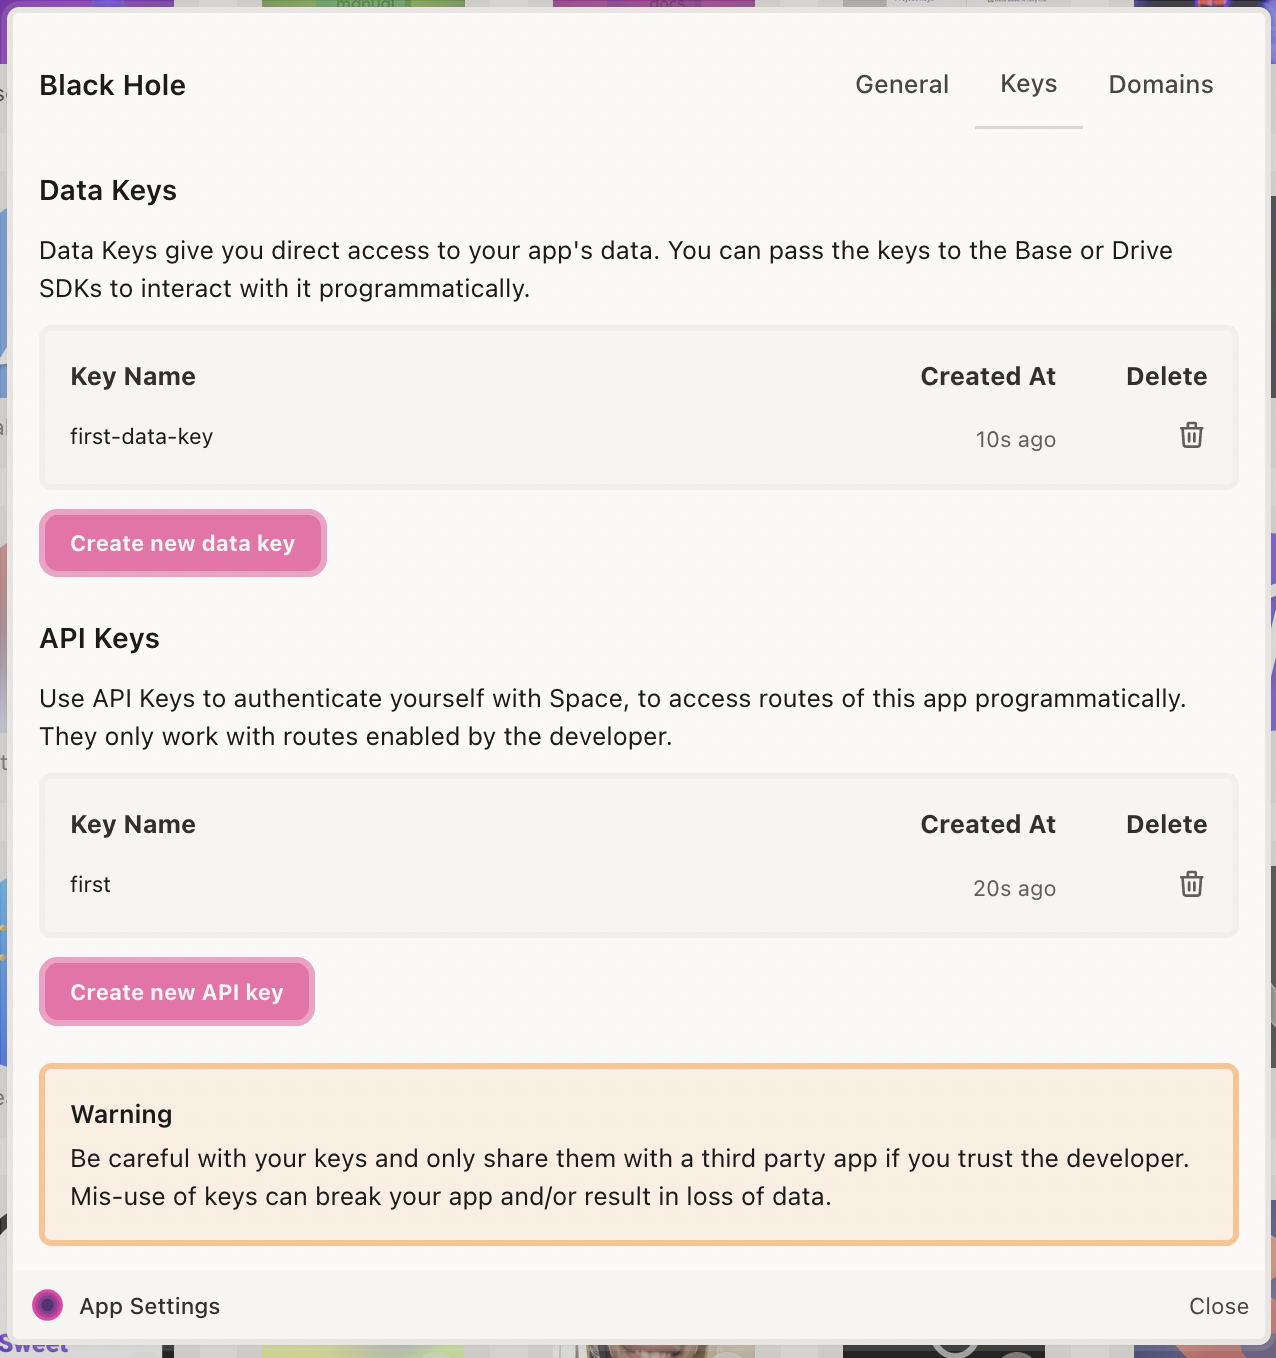 manual
docs
Black Hole
General
Keys
Domains
Data Keys
Data Keys give you direct access to your app's data. You can pass the keys to the Base or Drive
SDKs to interact with it programmatically.
Key Name
Created At
Delete
first-data-key
10s ago
Create new data key
API Keys
Use API Keys to authenticate yourself with Space, to access routes of this app programmatically.
They only work with routes enabled by the developer.
Key Name
Created At
Delete
first
20s ago
Create new API key
Warning
Be careful with your keys and only share them with a third party app if you trust the developer.
Mis-use of keys can break your app and/or result in loss of data.
App Settings
Close
Sweet